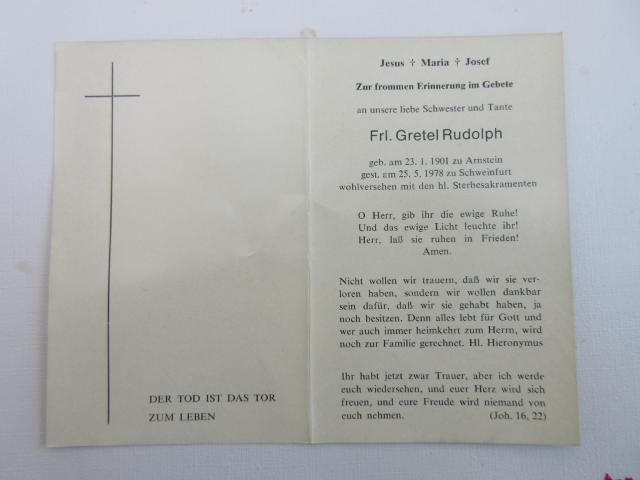 DER TOD IST DAS TOR
ZUM LEBEN
Jesus † Maria † Josef
Zur frommen Erinnerung im Gebete
an unsere liebe Schwester und Tante
Frl. Gretel Rudolph
geb. am 23. 1. 1901 zu Arnstein
gest. am 25. 5. 1978 zu Schweinfurt
wohlversehen mit den hl. Sterbesakramenten
O Herr, gib ihr die ewige Ruhe!
Und das ewige Licht leuchte ihr!
Herr, laß sie ruhen in Frieden!
Amen.
Nicht wollen wir trauern, daß wir sie ver-
loren haben, sondern wir wollen dankbar
sein dafür, daß wir sie gehabt haben, ja
noch besitzen. Denn alles lebt für Gott und
wer auch immer heimkehrt zum Herrn, wird
noch zur Familie gerechnet. Hl. Hieronymus
Ihr habt jetzt zwar Trauer, aber ich werde
euch wiedersehen, und euer Herz wird sich
freuen, und eure Freude wird niemand von
euch nehmen. (Joh. 16, 22)